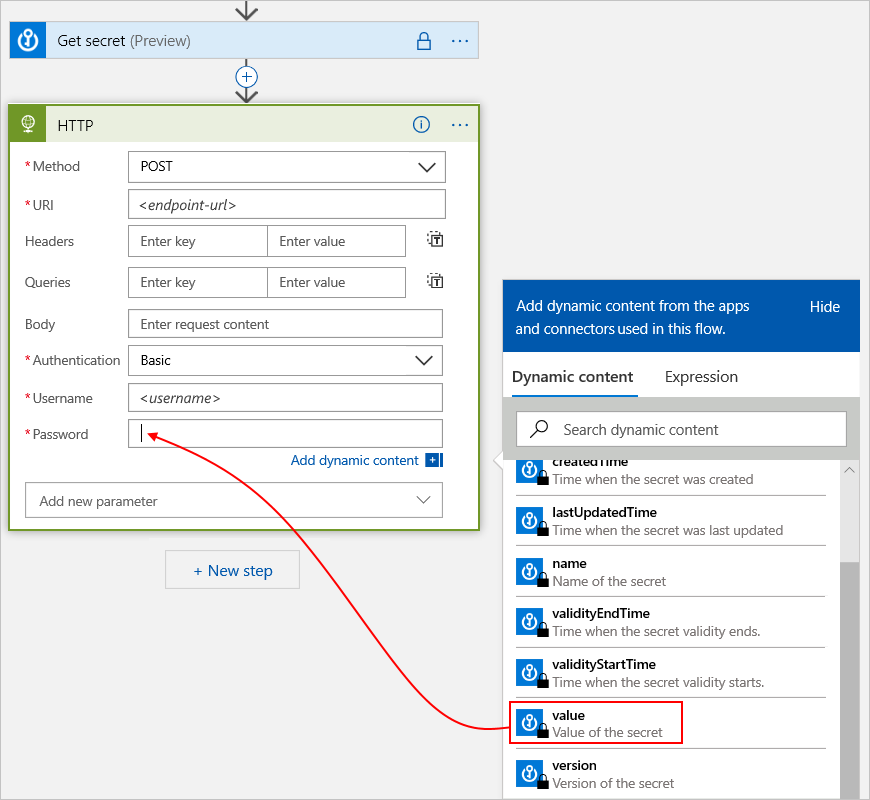 Get secret (Preview)
HTTP
* Method
POST
* URI
<endpoint-url>
Headers
Enter key
Enter value
Queries
Enter key
Enter value
Body
Enter request content
* Authentication
Basic
* Username
<username>
* Password
Add dynamic content
Add new parameter
+ New step
Add dynamic content from the apps
and connectors used in this flow.
Hide
Dynamic content
Expression
Search dynamic content
createdTime
Time when the secret was created
lastUpdatedTime
Time when the secret was last updated
name
Name of the secret
validityEndTime
Time when the secret validity ends.
validityStartTime
Time when the secret validity starts.
value
Value of the secret
version
Version of the secret